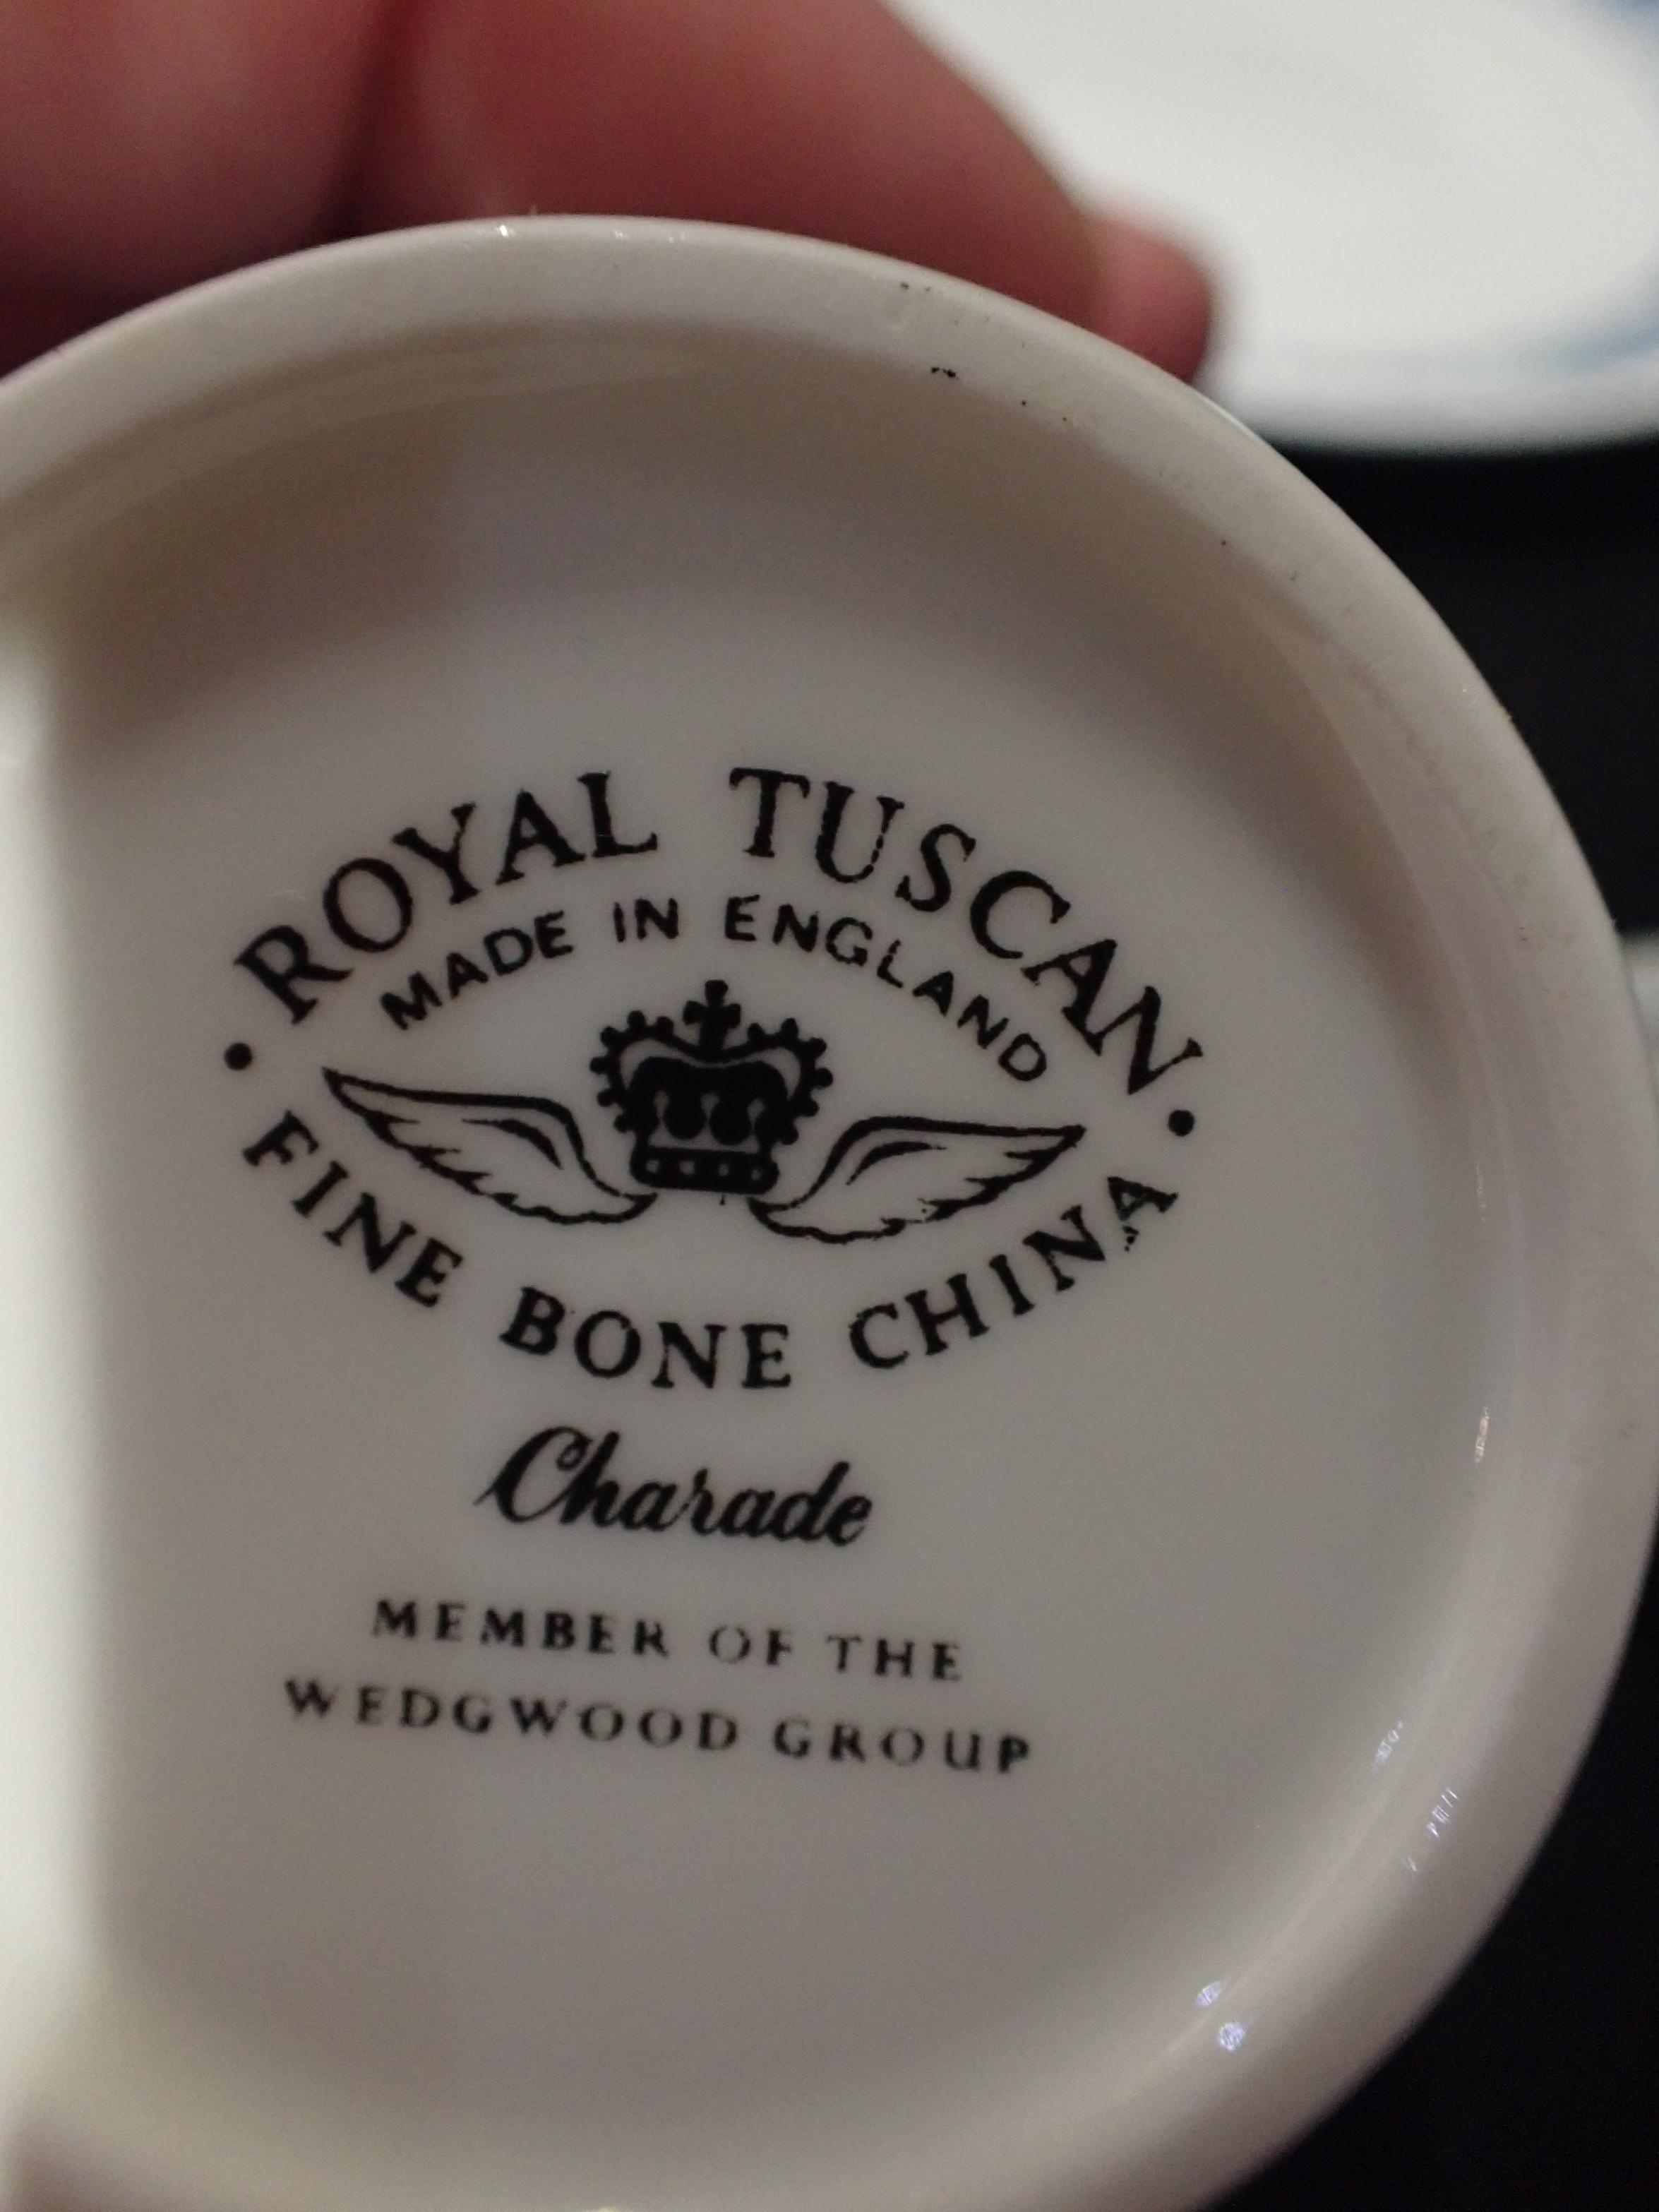 • ROYAL TUSCAN •
MADE IN ENGLAND
FINE BONE CHINA
Charade
MEMBER OF THE
WEDGWOOD GROUP